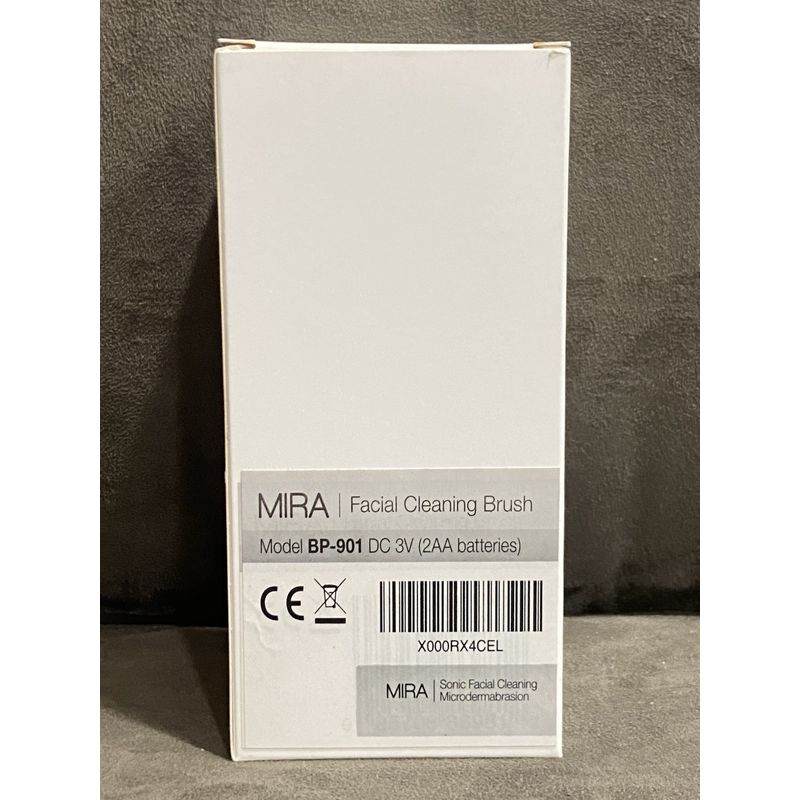 MIRA | Facial Cleaning Brush
Model BP-901 DC 3V (2AA batteries)
CE
X000RX4CEL
MIRA | Sonic Facial Cleaning
Microdermabrasion